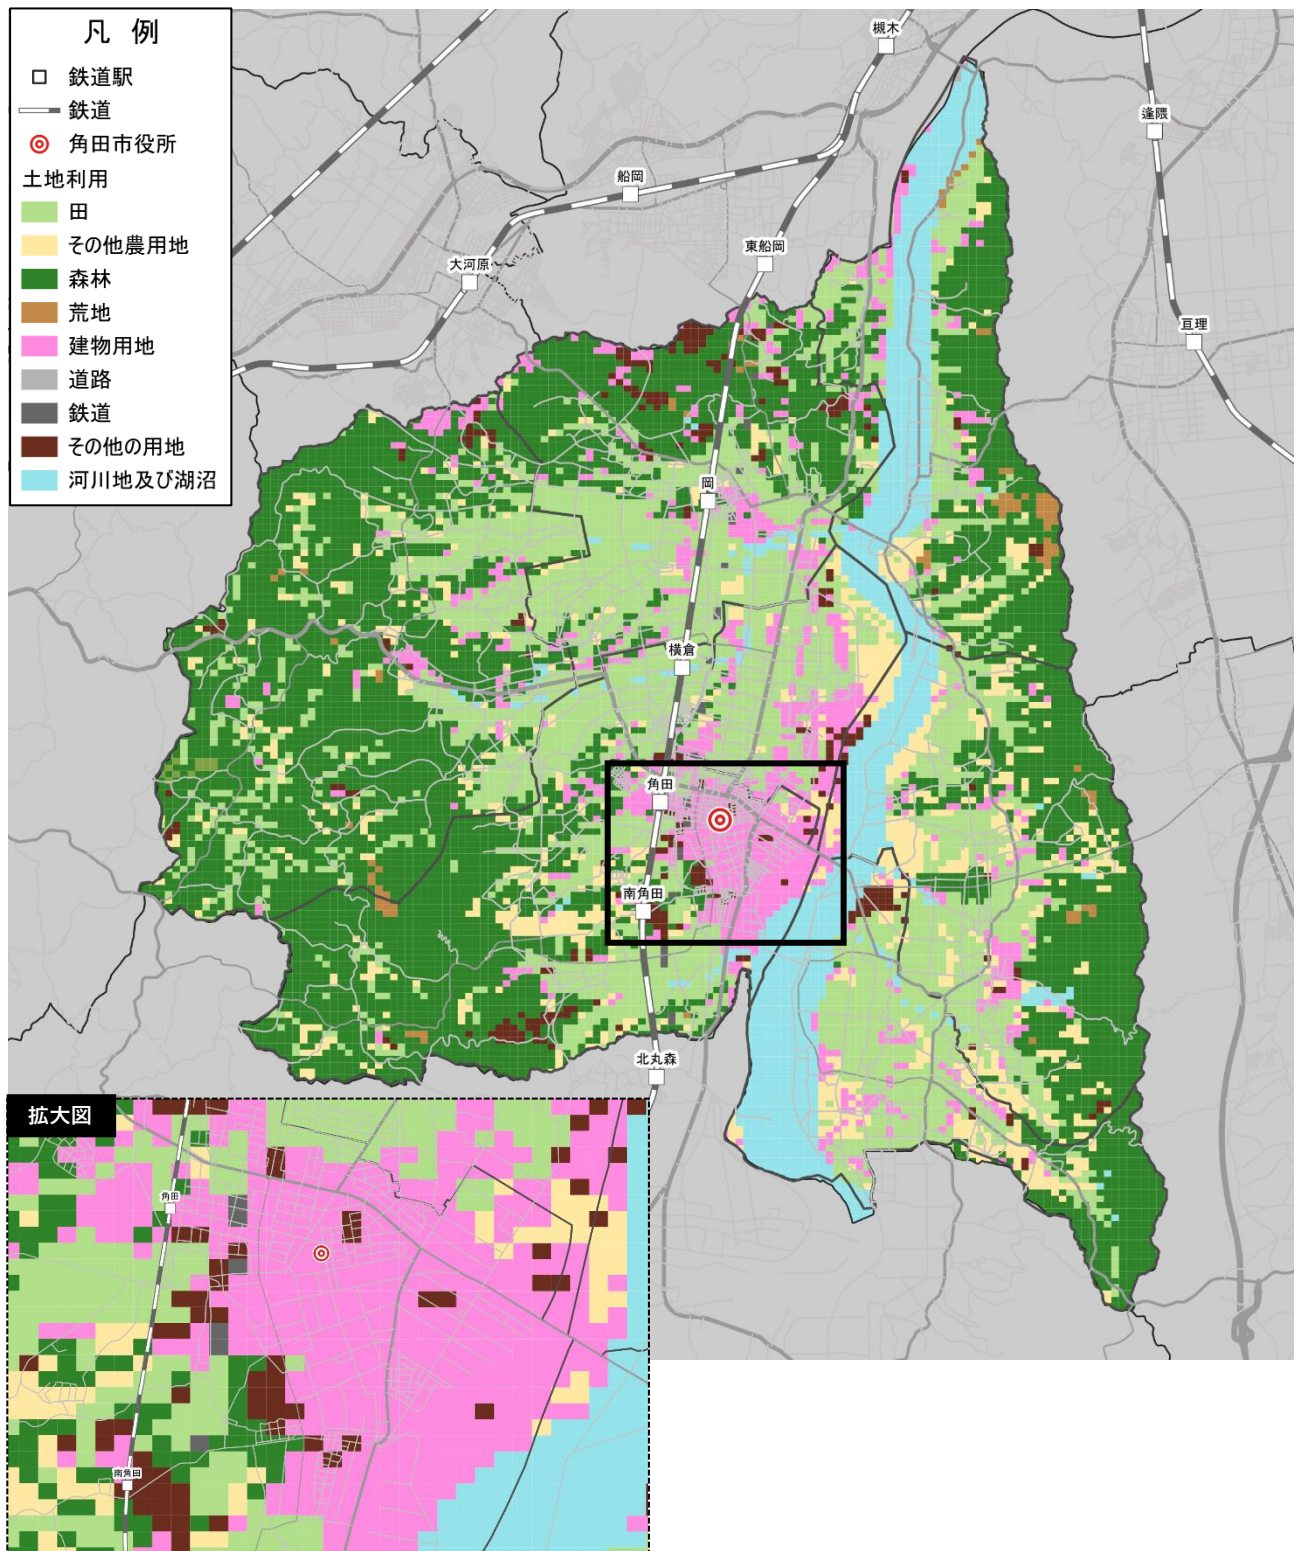 凡 例
鉄道駅
鉄道
角田市役所
土地利用
田
その他農用地
森林
荒地
建物用地
道路
鉄道
その他の用地
河川地及び湖沼
槻木
逢隈
船岡
東船岡
大河原
亘理
岡
横倉
角田
南角田
北丸森
拡大図
角田
南角田